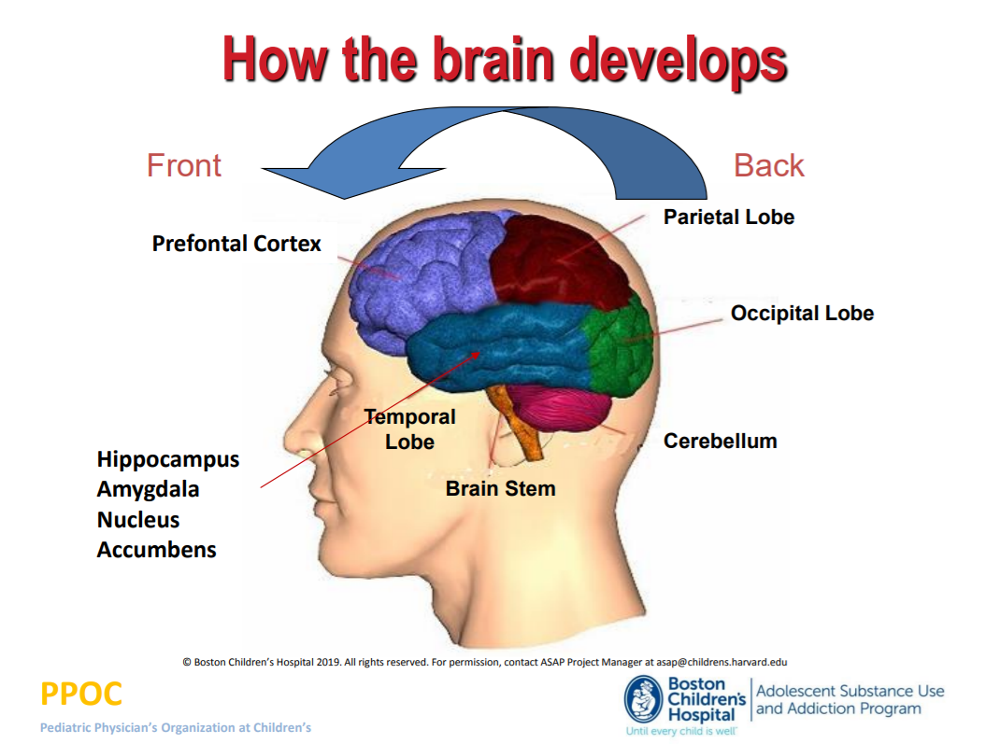 How the brain develops
Front
Back
Parietal Lobe
Prefontal Cortex
Occipital Lobe
Temporal
Lobe
Cerebellum
Hippocampus
Amygdala
Nucleus
Accumbens
Brain Stem
© Boston Children's Hospital 2019. All rights reserved. For permission, contact ASAP Project Manager at asap@childrens.harvard.edu
PPOC
Pediatric Physician's Organization at Children's
Boston
Children's
Hospital
Until every child is well™
Adolescent Substance Use
and Addiction Program